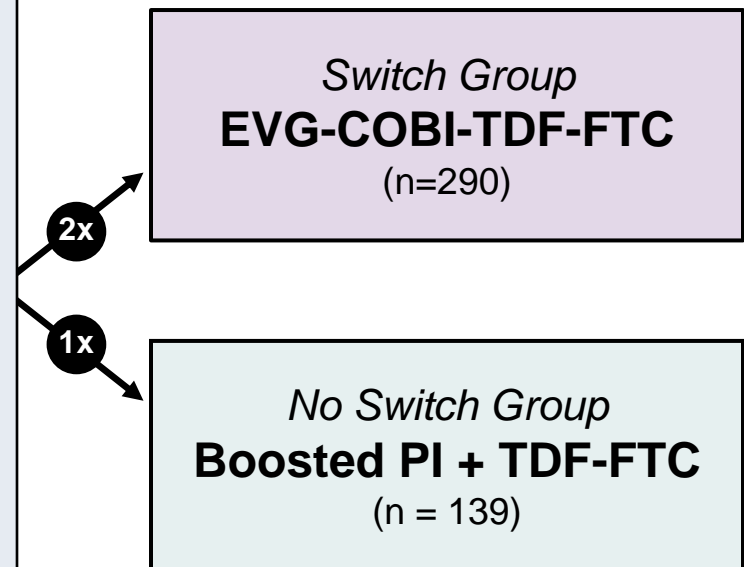 Switch Group
EVG-COBI-TDF-FTC
(n=290)
2x
1x
No Switch Group
Boosted PI + TDF-FTC
(n = 139)